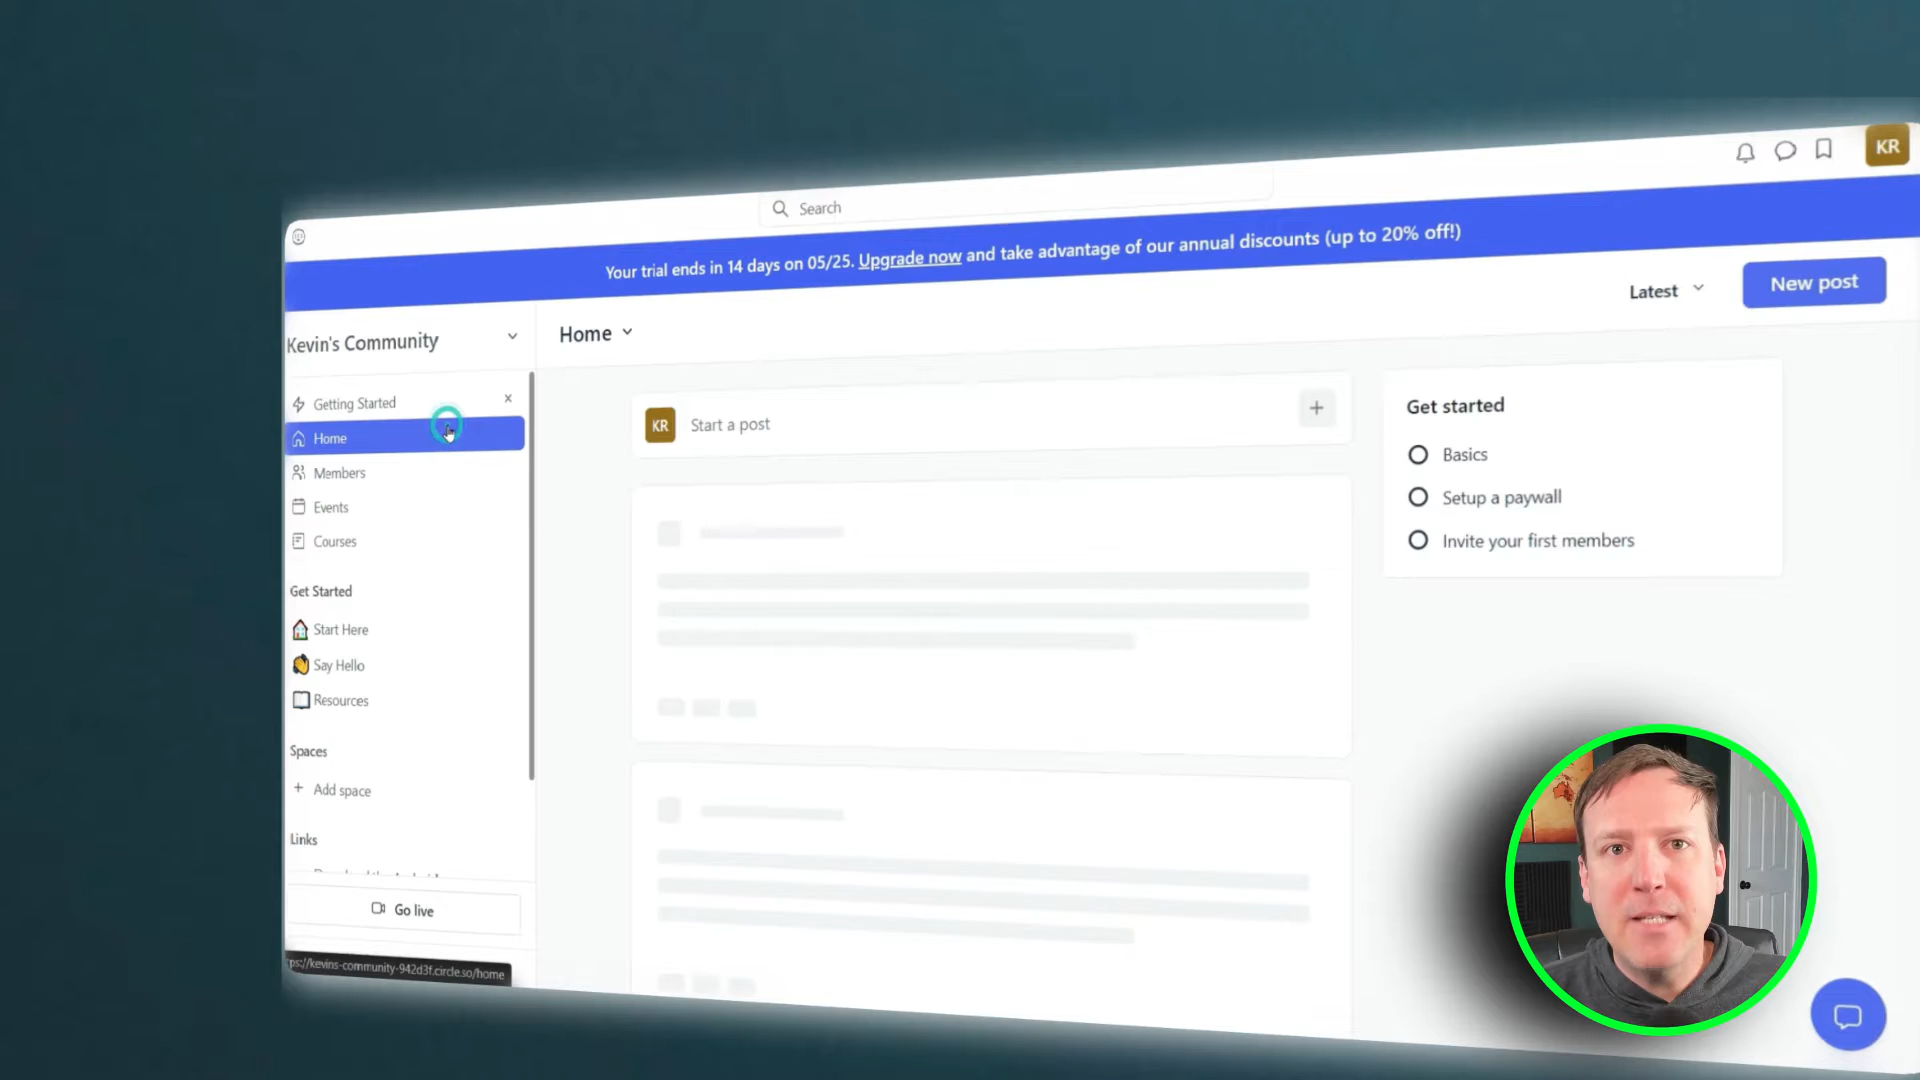 KR
Search
Your trial ends in 14 days on 05/25. Upgrade now and take advantage of our annual discounts (up to 20% off!)
Kevin's Community
Home
Latest
New post
Getting Started
Home
Members
Events
Courses
Get Started
Start Here
Say Hello
Resources
Spaces
+ Add space
Links
Go live
ps://kevins-community-942d3f.circle.so/home
KR
Start a post
Get started
Basics
Setup a paywall
Invite your first members